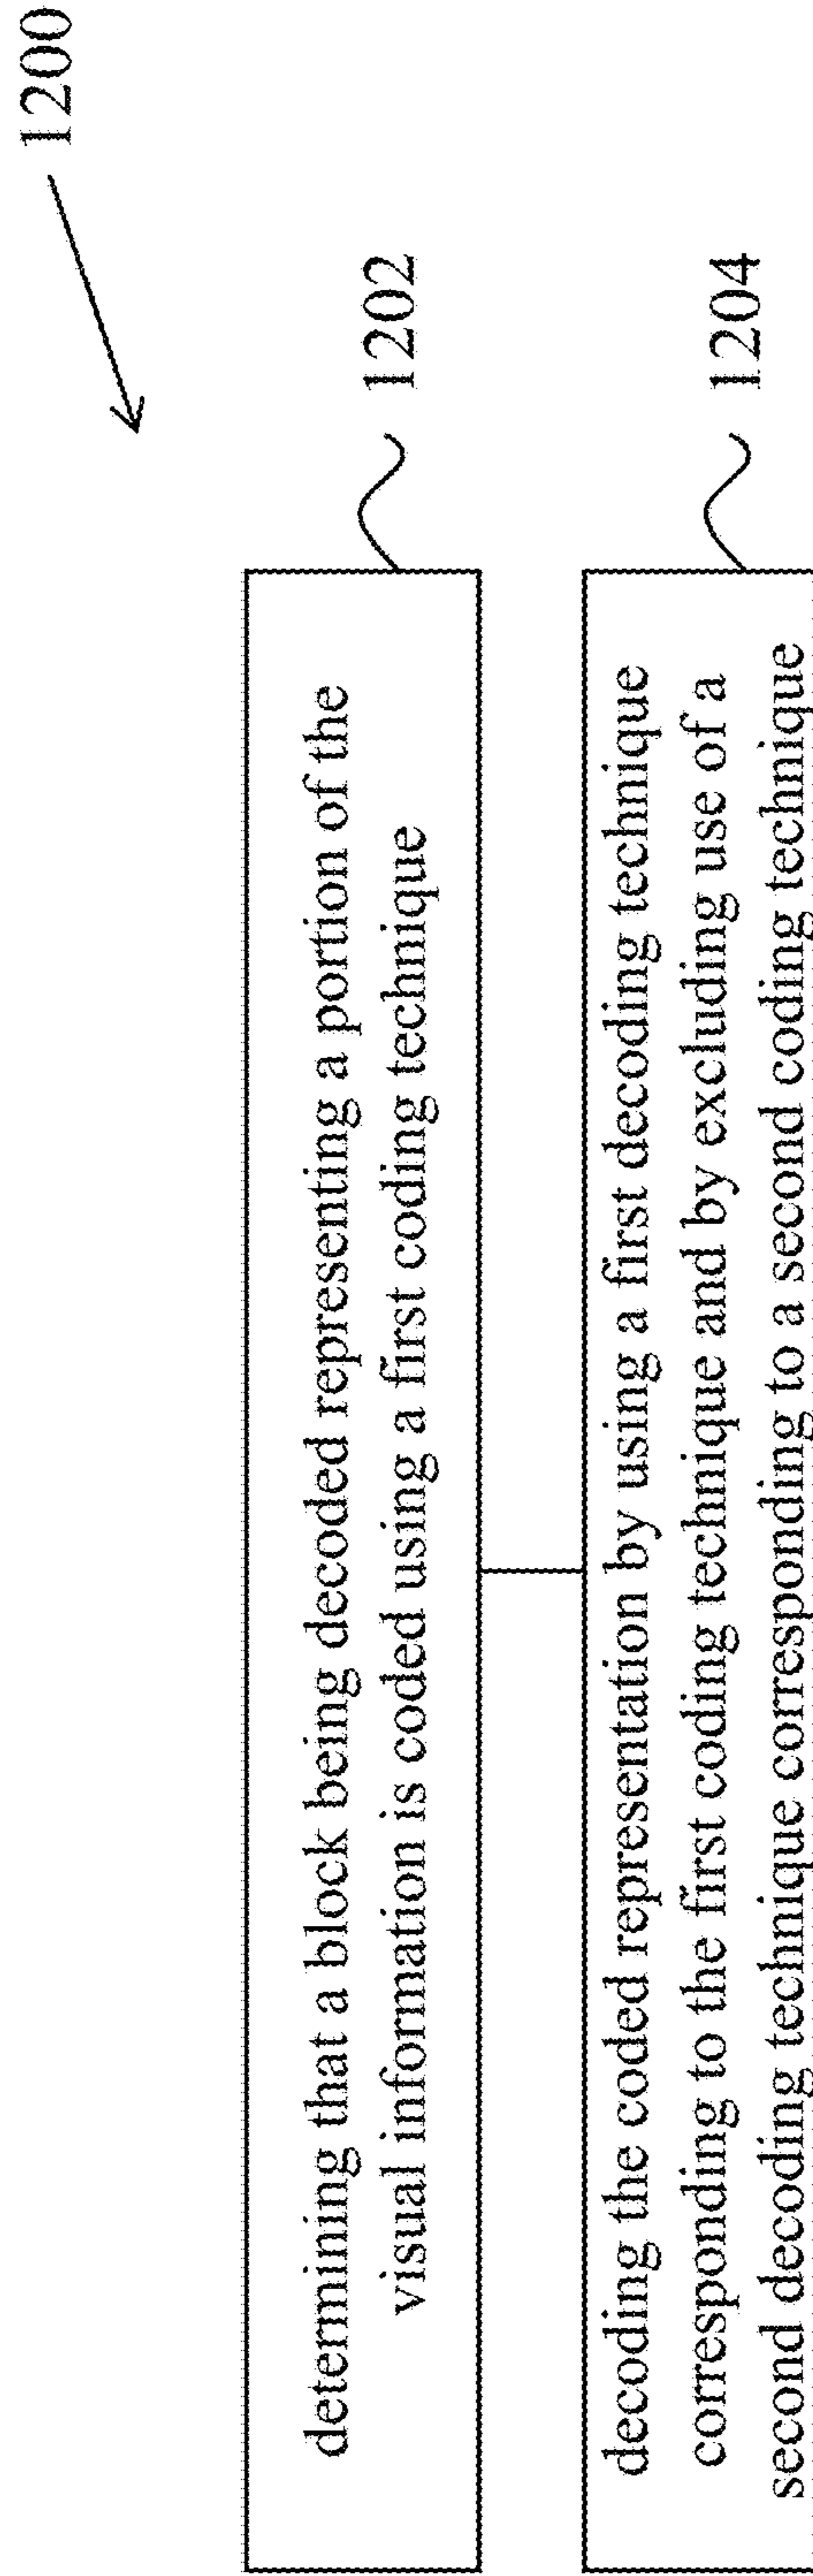 1200
determining that a block being decoded representing a portion of the
visual information is coded using a first coding technique
1202
decoding the coded representation by using a first decoding technique
corresponding to the first coding technique and by excluding use of a
second decoding technique corresponding to a second coding technique
1204